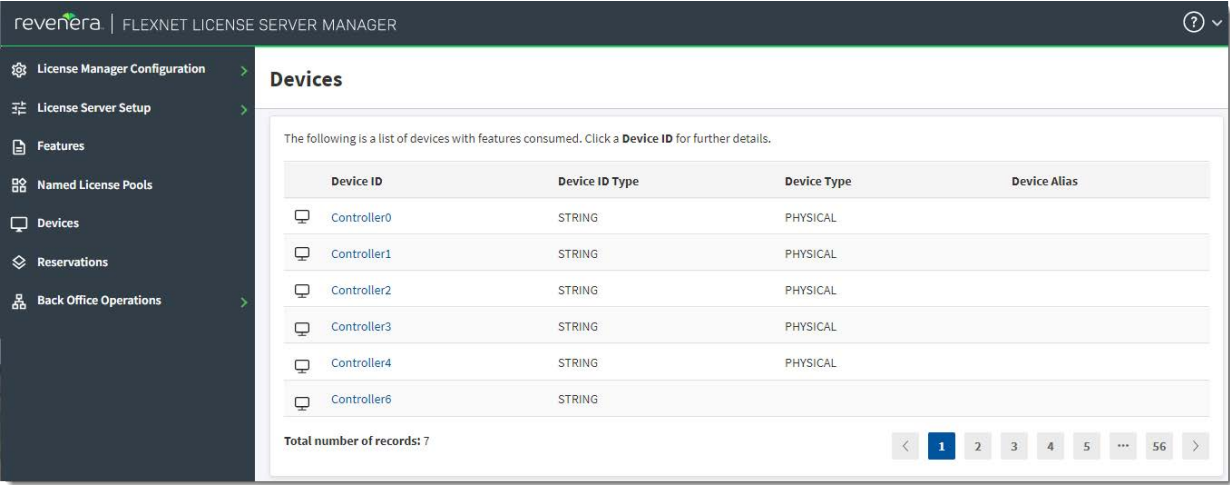 revenera. | FLEXNET LICENSE SERVER MANAGER
?
License Manager Configuration
License Server Setup
Features
Named License Pools
Devices
Reservations
Back Office Operations
Devices
The following is a list of devices with features consumed. Click a Device ID for further details.
Device ID Device ID Type Device Type Device Alias
Controller0 STRING PHYSICAL
Controller1 STRING PHYSICAL
Controller2 STRING PHYSICAL
Controller3 STRING PHYSICAL
Controller4 STRING PHYSICAL
Controller6 STRING
Total number of records: 7
< 1 2 3 4 5 ... 56 >